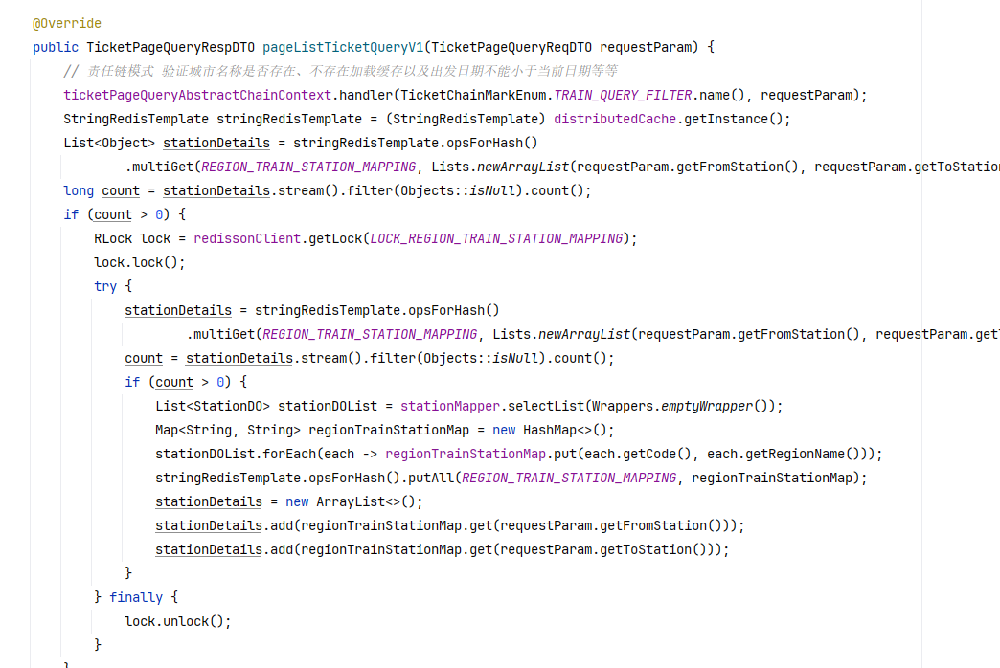 @Override
public TicketPageQueryRespDTO pageListTicketQueryV1(TicketPageQueryReqDTO requestParam) {
// 责任链模式 验证城市名称是否存在、不存在加载缓存以及出发日期不能小于当前日期等等
ticketPageQueryAbstractChainContext.handler(TicketChainMarkEnum.TRAIN_QUERY_FILTER.name(), requestParam);
StringRedisTemplate stringRedisTemplate = (StringRedisTemplate) distributedCache.getInstance();
List<Object> stationDetails = stringRedisTemplate.opsForHash()
.multiGet(REGION_TRAIN_STATION_MAPPING, Lists.newArrayList(requestParam.getFromStation(), requestParam.getToStation
long count = stationDetails.stream().filter(Objects::isNull).count();
if (count > 0) {
RLock lock = redissonClient.getLock(LOCK_REGION_TRAIN_STATION_MAPPING);
lock.lock();
try {
stationDetails = stringRedisTemplate.opsForHash()
.multiGet(REGION_TRAIN_STATION_MAPPING, Lists.newArrayList(requestParam.getFromStation(), requestParam.getT
count = stationDetails.stream().filter(Objects::isNull).count();
if (count > 0) {
List<StationDO> stationDOList = stationMapper.selectList(Wrappers.emptyWrapper());
Map<String, String> regionTrainStationMap = new HashMap<>();
stationDOList.forEach(each -> regionTrainStationMap.put(each.getCode(), each.getRegionName()));
stringRedisTemplate.opsForHash().putAll(REGION_TRAIN_STATION_MAPPING, regionTrainStationMap);
stationDetails = new ArrayList<>();
stationDetails.add(regionTrainStationMap.get(requestParam.getFromStation()));
stationDetails.add(regionTrainStationMap.get(requestParam.getToStation()));
}
} finally {
lock.unlock();
}
}